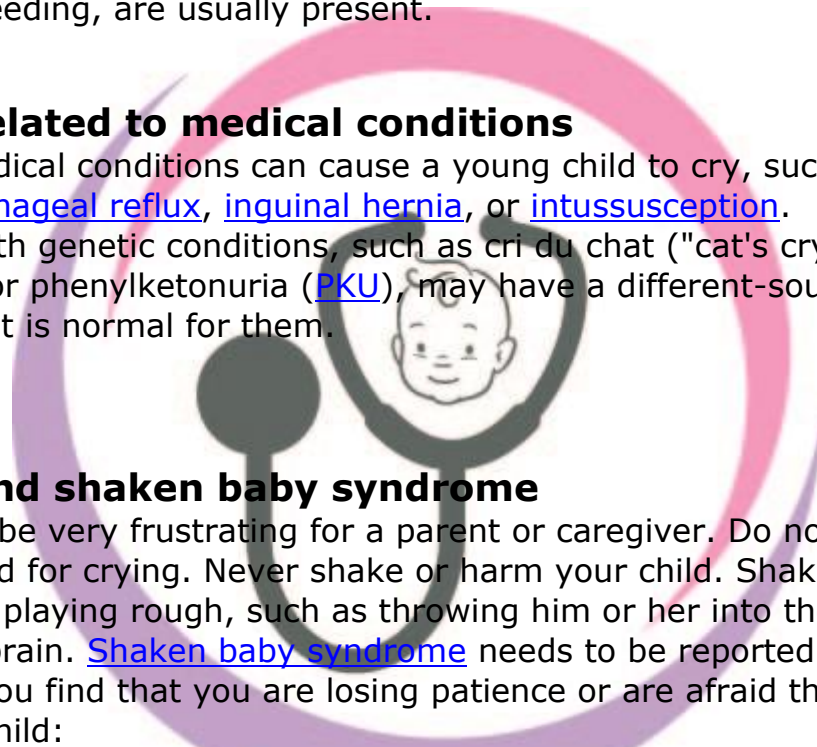 eeding, are usually present.
elated to medical conditions
dical conditions can cause a young child to cry, suc
hageal reflux, inguinal hernia, or intussusception.
th genetic conditions, such as cri du chat ("cat's cry
or phenylketonuria (PKU), may have a different-sou
t is normal for them.
nd shaken baby syndrome
be very frustrating for a parent or caregiver. Do no
d for crying. Never shake or harm your child. Shak
playing rough, such as throwing him or her into th
brain. Shaken baby syndrome needs to be reported
ou find that you are losing patience or are afraid th
hild: